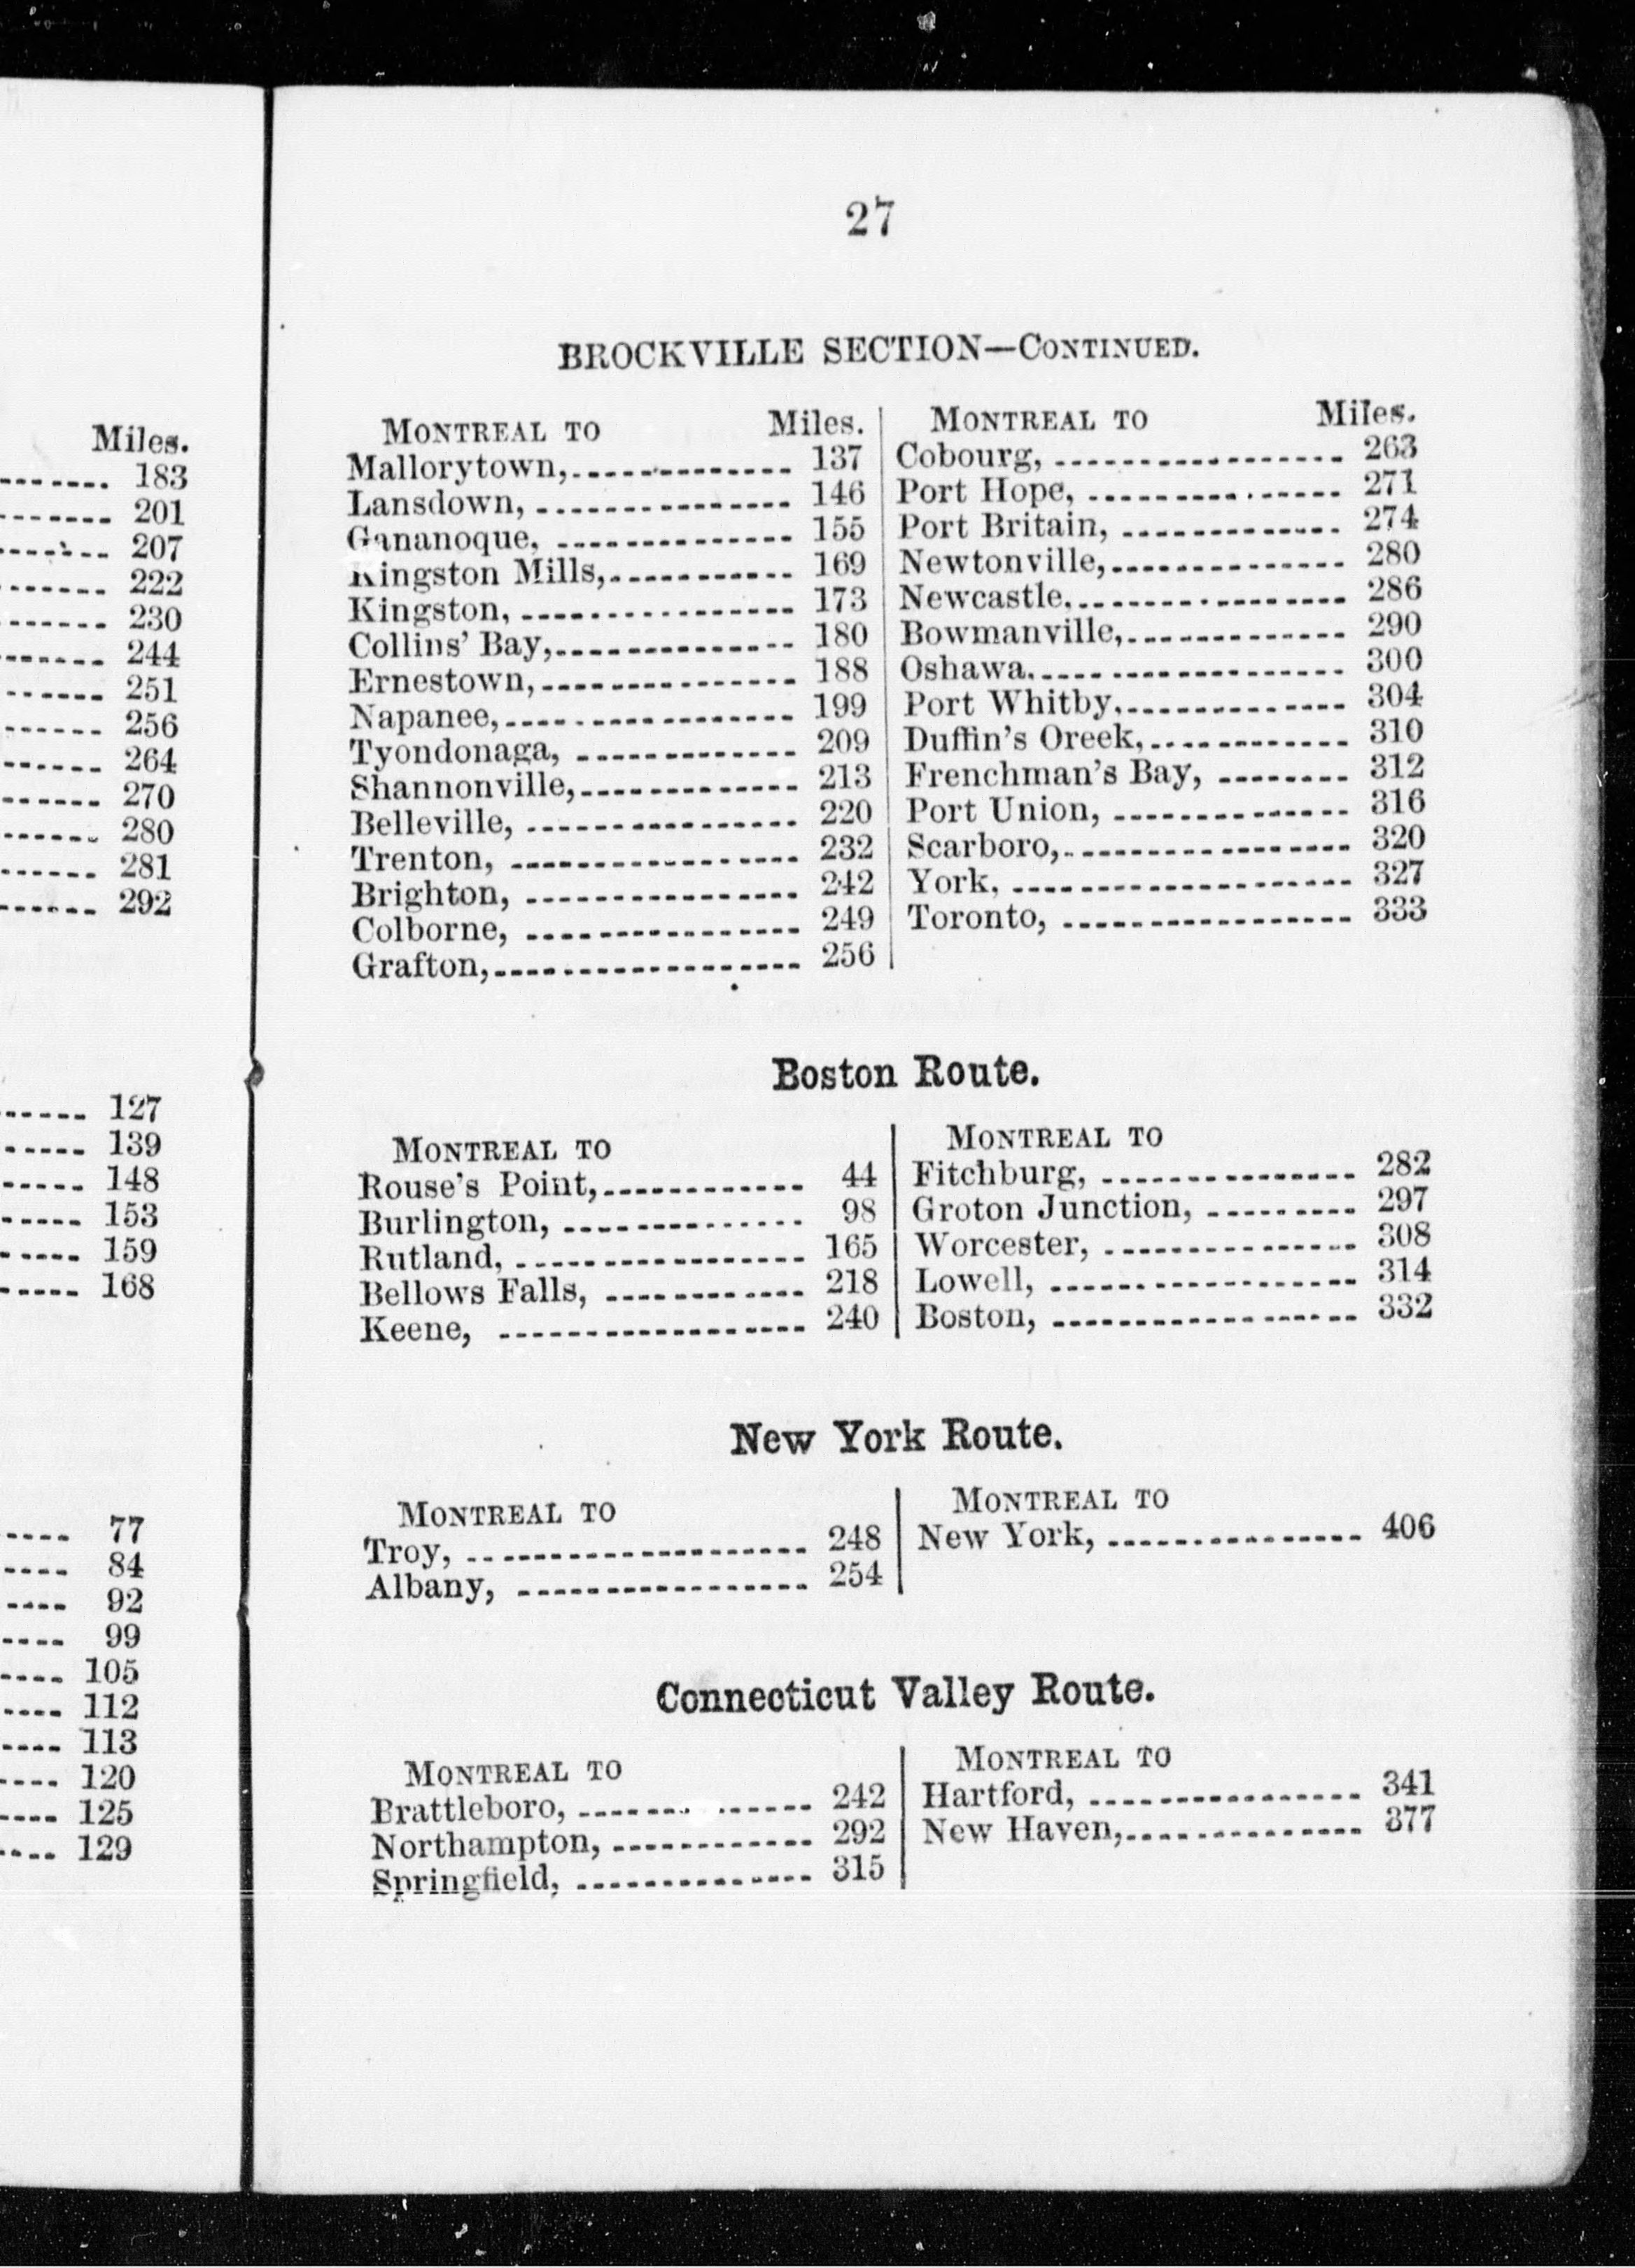 Miles.
183
201
207
222
230
244
251
256
264
270
280
281
292
127
139
148
153
159
168
77
84
92
99
105
112
113
120
125
129
27
BROCKVILLE SECTION—CONTINUED.
MONTREAL TO Miles.
Mallorytown, 137
Lansdown, 146
Gananoque, 155
Kingston Mills, 169
Kingston, 173
Collins' Bay, 180
Ernestown, 188
Napanee, 199
Tyondonaga, 209
Shannonville, 213
Belleville, 220
Trenton, 232
Brighton, 242
Colborne, 249
Grafton, 256
MONTREAL TO Miles.
Cobourg, 263
Port Hope, 271
Port Britain, 274
Newtonville, 280
Newcastle, 286
Bowmanville, 290
Oshawa, 300
Port Whitby, 304
Duffin's Oreek, 310
Frenchman's Bay, 312
Port Union, 316
Scarboro, 320
York, 327
Toronto, 333
Boston Route.
MONTREAL TO
Rouse's Point, 44
Burlington, 98
Rutland, 165
Bellows Falls, 218
Keene, 240
MONTREAL TO
Fitchburg, 282
Groton Junction, 297
Worcester, 308
Lowell, 314
Boston, 332
New York Route.
MONTREAL TO
Troy, 248
Albany, 254
MONTREAL TO
New York, 406
Connecticut Valley Route.
MONTREAL TO
Brattleboro, 242
Northampton, 292
Springfield, 315
MONTREAL TO
Hartford, 341
New Haven, 377